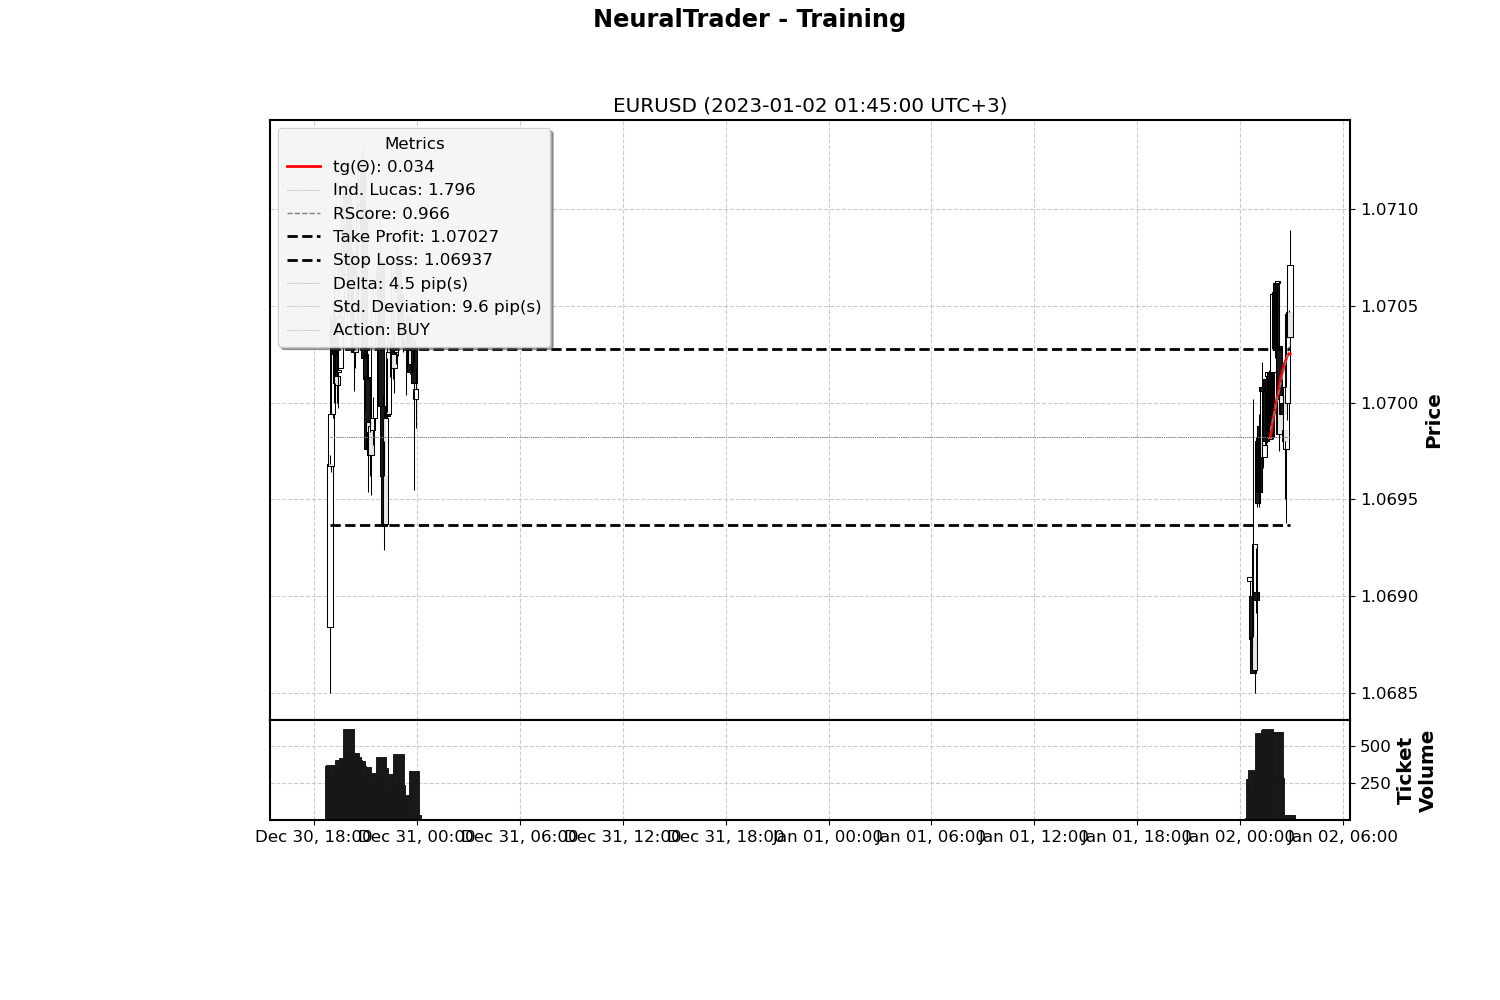 NeuralTrader - Training
EURUSD (2023-01-02 01:45:00 UTC+3)
Metrics
tg(Θ): 0.034
Ind. Lucas: 1.796
RScore: 0.966
Take Profit: 1.07027
Stop Loss: 1.06937
Delta: 4.5 pip(s)
Std. Deviation: 9.6 pip(s)
Action: BUY
1.0710
1.0705
1.0700
1.0695
1.0690
1.0685
Price
500
250
Ticket
Volume
Dec 30, 18:00 Dec 31, 00:00 Dec 31, 06:00 Dec 31, 12:00 Dec 31, 18:00 Jan 01, 00:00 Jan 01, 06:00 Jan 01, 12:00 Jan 01, 18:00 Jan 02, 00:00 Jan 02, 06:00